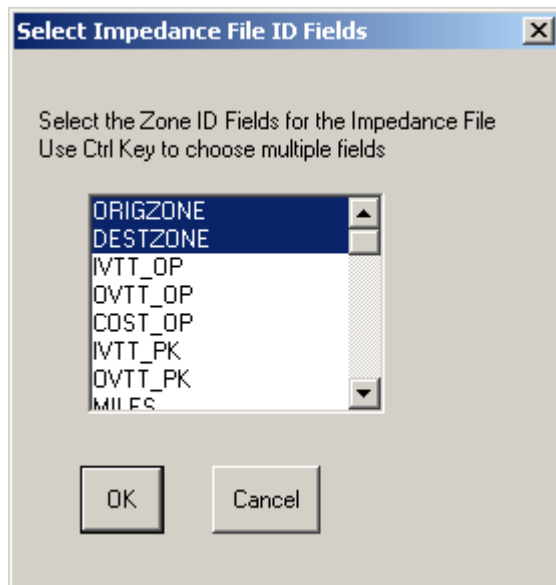 Select Impedance File ID Fields
Select the Zone ID Fields for the Impedance File
Use Ctrl Key to choose multiple fields
ORIGZONE
DESTZONE
IVTT_OP
OVTT_OP
COST_OP
IVTT_PK
OVTT_PK
MILES
OK
Cancel